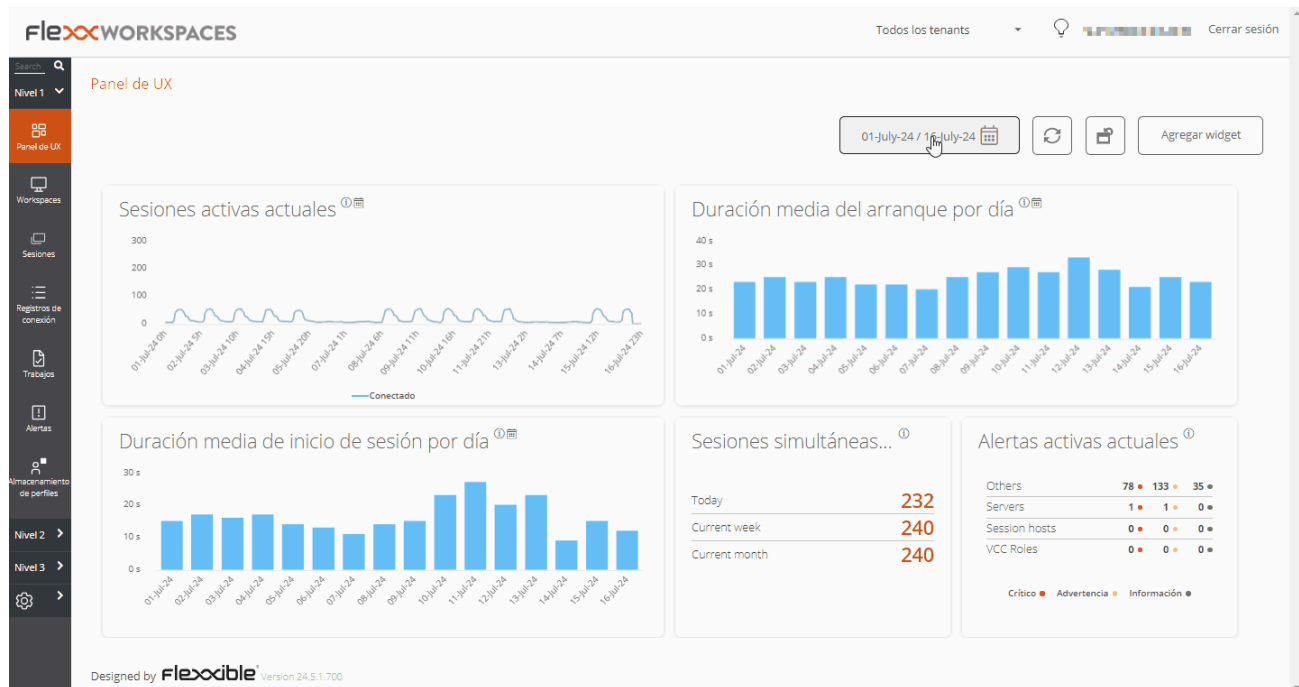 FlexxWORKSPACES
Todos los tenants
Cerrar sesión
Search
Nivel 1
Panel de UX
Workspaces
Sesiones
Registros de
conexión
Trabajos
Alertas
Almacenamiento
de perfiles
Nivel 2
Nivel 3
Panel de UX
01-July-24 / 16-July-24
Agregar widget
Sesiones activas actuales
300
200
100
0
01-Jul-24 0h
02-Jul-24 5h
03-Jul-24 10h
04-Jul-24 15h
05-Jul-24 20h
07-Jul-24 1h
08-Jul-24 6h
09-Jul-24 11h
10-Jul-24 16h
11-Jul-24 21h
13-Jul-24 2h
14-Jul-24 7h
15-Jul-24 12h
16-Jul-24 23h
Conectado
Duración media del arranque por día
40 s
30 s
20 s
10 s
0 s
01-Jul-24
02-Jul-24
03-Jul-24
04-Jul-24
05-Jul-24
06-Jul-24
07-Jul-24
08-Jul-24
09-Jul-24
10-Jul-24
11-Jul-24
12-Jul-24
13-Jul-24
14-Jul-24
15-Jul-24
16-Jul-24
Duración media de inicio de sesión por día
30 s
20 s
10 s
0 s
01-Jul-24
02-Jul-24
03-Jul-24
04-Jul-24
05-Jul-24
06-Jul-24
07-Jul-24
08-Jul-24
09-Jul-24
10-Jul-24
11-Jul-24
12-Jul-24
13-Jul-24
14-Jul-24
15-Jul-24
16-Jul-24
Sesiones simultáneas...
Today 232
Current week 240
Current month 240
Alertas activas actuales
Others 78 133 35
Servers 1 1 0
Session hosts 0 0 0
VCC Roles 0 0 0
Crítico Advertencia Información
Designed by Flexxible Version 24.5.1.700